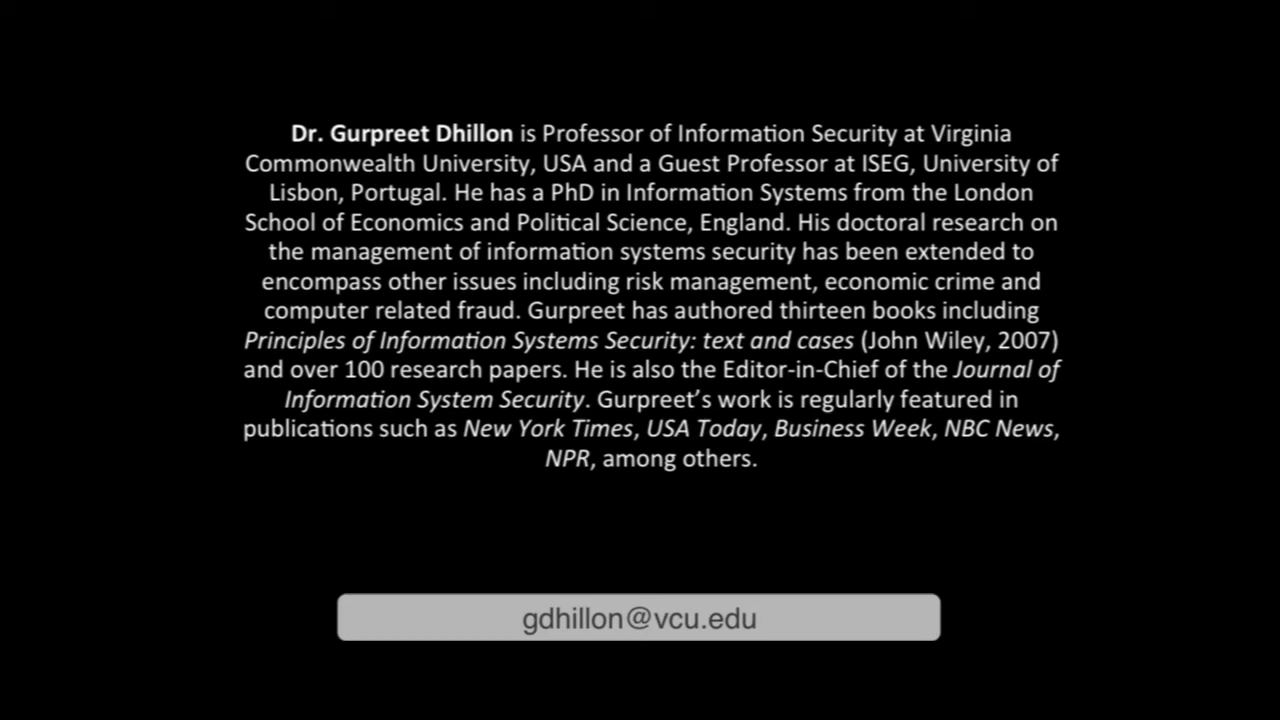 Dr. Gurpreet Dhillon is Professor of Information Security at Virginia
Commonwealth University, USA and a Guest Professor at ISEG, University of
Lisbon, Portugal. He has a PhD in Information Systems from the London
School of Economics and Political Science, England. His doctoral research on
the management of information systems security has been extended to
encompass other issues including risk management, economic crime and
computer related fraud. Gurpreet has authored thirteen books including
Principles of Information Systems Security: text and cases (John Wiley, 2007)
and over 100 research papers. He is also the Editor-in-Chief of the Journal of
Information System Security. Gurpreet’s work is regularly featured in
publications such as New York Times, USA Today, Business Week, NBC News,
NPR, among others.
gdhillon@vcu.edu